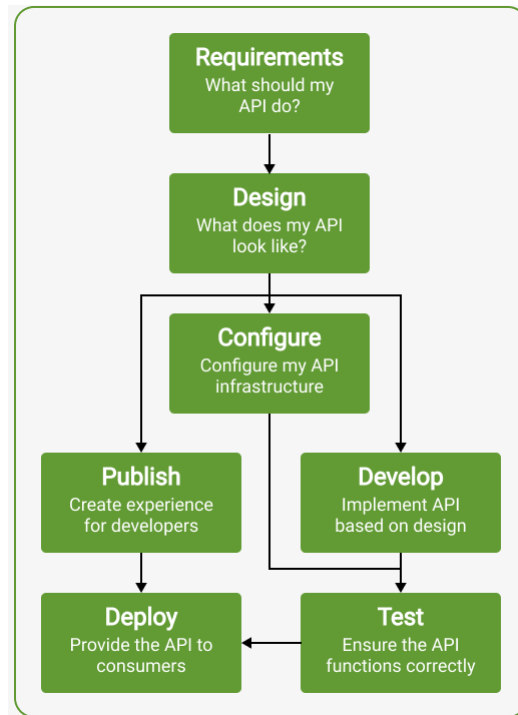 Requirements
What should my
API do?
Design
What does my API
look like?
Configure
Configure my API
infrastructure
Publish
Create experience
for developers
Develop
Implement API
based on design
Deploy
Provide the API to
consumers
Test
Ensure the API
functions correctly